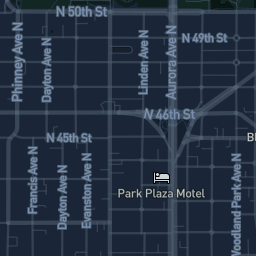 N 50th St
Phinney Ave N
Dayton Ave N
Linden Ave N
Aurora Ave N
N 49th St
N 46th St
N 45th St
Francis Ave N
Dayton Ave N
Evanston Ave N
Park Plaza Motel
Woodland Park Ave N